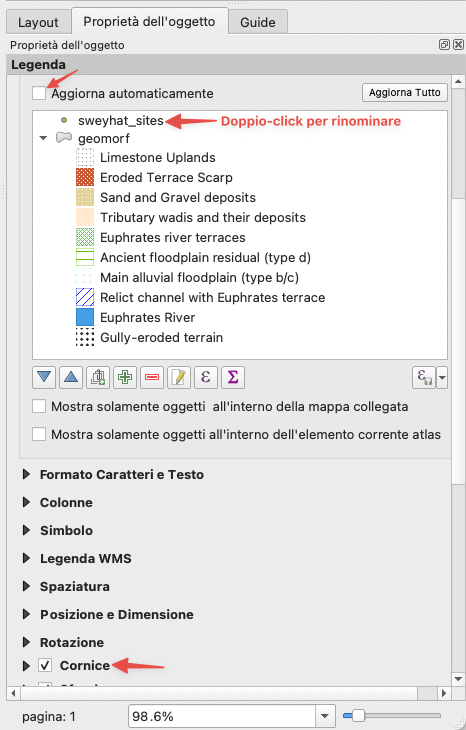 Layout Proprietà dell'oggetto Guide
Proprietà dell'oggetto
Legenda
Aggiorna automaticamente Aggiorna Tutto
sweyhat_sites Doppio-click per rinominare
geomorf
Limestone Uplands
Eroded Terrace Scarp
Sand and Gravel deposits
Tributary wadis and their deposits
Euphrates river terraces
Ancient floodplain residual (type d)
Main alluvial floodplain (type b/c)
Relict channel with Euphrates terrace
Euphrates River
Gully-eroded terrain
ε Σ ε
Mostra solamente oggetti all'interno della mappa collegata
Mostra solamente oggetti all'interno dell'elemento corrente atlas
Formato Caratteri e Testo
Colonne
Simbolo
Legenda WMS
Spaziatura
Posizione e Dimensione
Rotazione
Cornice
pagina: 1 98.6%